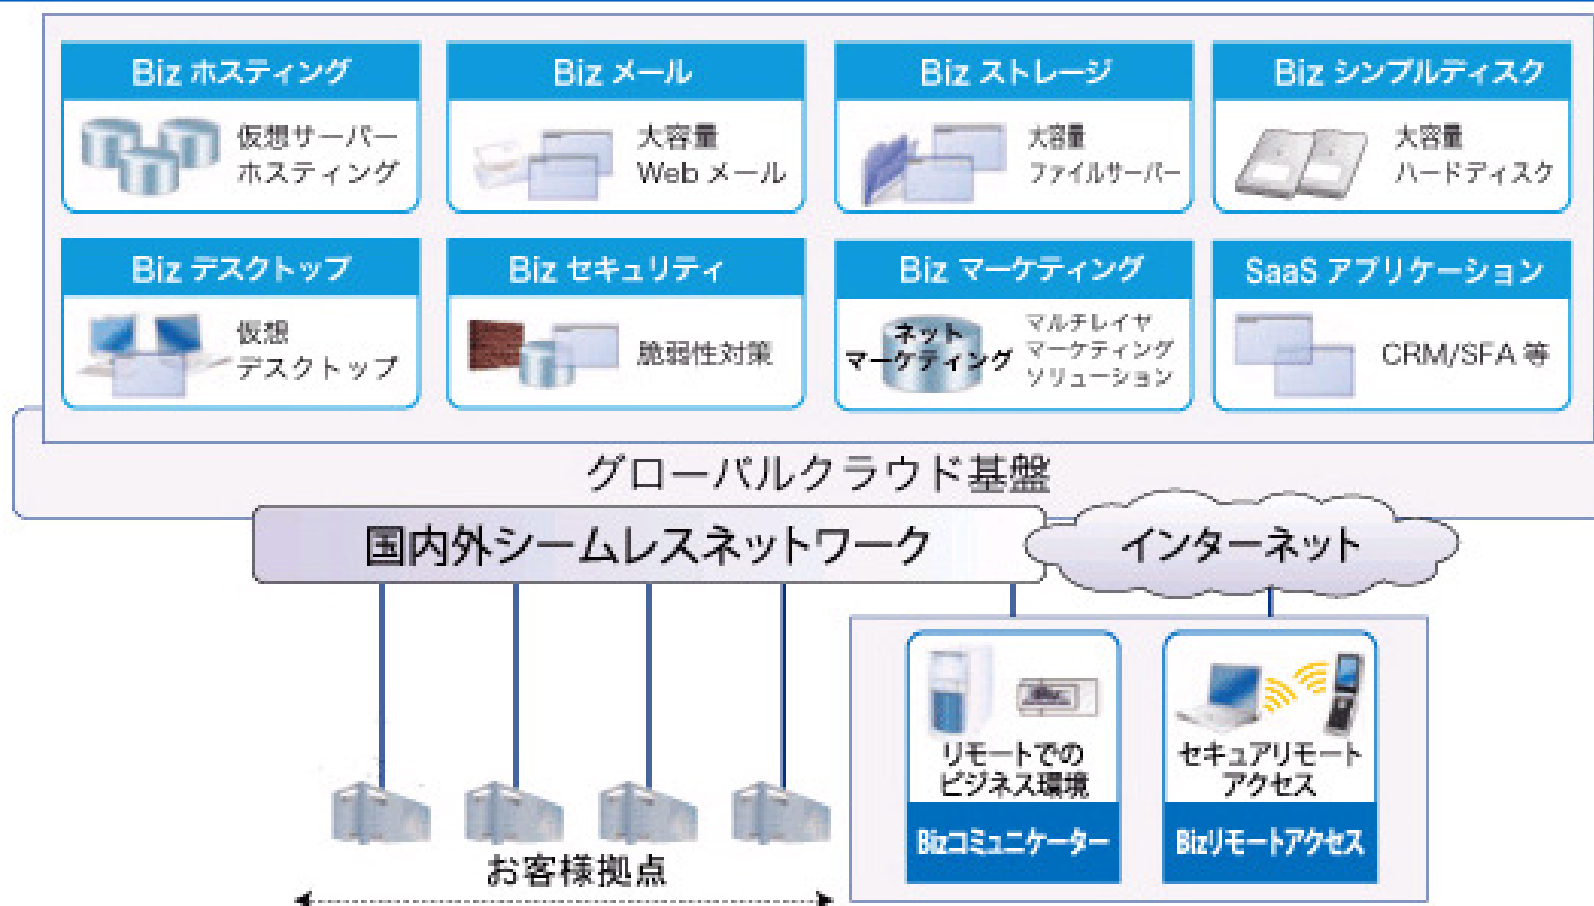 Biz ホスティング
仮想サーバー
ホスティング
Biz メール
大容量
Web メール
Biz ストレージ
大容量
ファイルサーバー
Biz シンプルディスク
大容量
ハードディスク
Biz デスクトップ
仮想
デスクトップ
Biz セキュリティ
脆弱性対策
Biz マーケティング
ネット
マーケティング
マルチレイヤ
マーケティング
ソリューション
SaaS アプリケーション
CRM/SFA 等
グローバルクラウド基盤
国内外シームレスネットワーク
インターネット
リモートでの
ビジネス環境
Bizコミュニケーター
セキュアリモート
アクセス
Bizリモートアクセス
お客様拠点